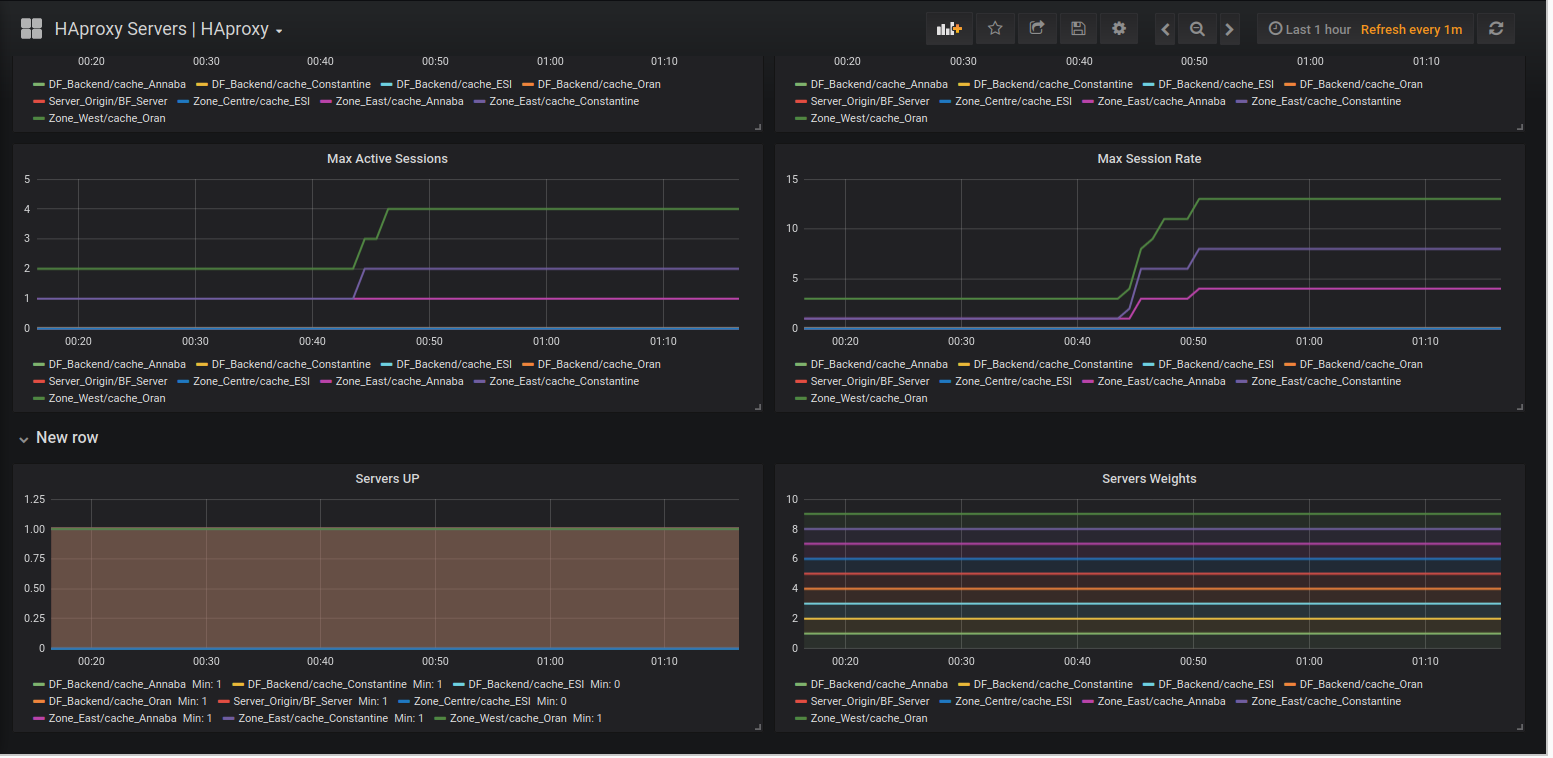 HAproxy Servers | HAproxy
Last 1 hour Refresh every 1m
00:20 00:30 00:40 00:50 01:00 01:10
DF_Backend/cache_Annaba DF_Backend/cache_Constantine DF_Backend/cache_ESI DF_Backend/cache_Oran
Server_Origin/BF_Server Zone_Centre/cache_ESI Zone_East/cache_Annaba Zone_East/cache_Constantine
Zone_West/cache_Oran
00:20 00:30 00:40 00:50 01:00 01:10
DF_Backend/cache_Annaba DF_Backend/cache_Constantine DF_Backend/cache_ESI DF_Backend/cache_Oran
Server_Origin/BF_Server Zone_Centre/cache_ESI Zone_East/cache_Annaba Zone_East/cache_Constantine
Zone_West/cache_Oran
Max Active Sessions
5
4
3
2
1
0
00:20 00:30 00:40 00:50 01:00 01:10
DF_Backend/cache_Annaba DF_Backend/cache_Constantine DF_Backend/cache_ESI DF_Backend/cache_Oran
Server_Origin/BF_Server Zone_Centre/cache_ESI Zone_East/cache_Annaba Zone_East/cache_Constantine
Zone_West/cache_Oran
Max Session Rate
15
10
5
0
00:20 00:30 00:40 00:50 01:00 01:10
DF_Backend/cache_Annaba DF_Backend/cache_Constantine DF_Backend/cache_ESI DF_Backend/cache_Oran
Server_Origin/BF_Server Zone_Centre/cache_ESI Zone_East/cache_Annaba Zone_East/cache_Constantine
Zone_West/cache_Oran
New row
Servers UP
1.25
1.00
0.75
0.50
0.25
0
00:20 00:30 00:40 00:50 01:00 01:10
DF_Backend/cache_Annaba Min: 1 DF_Backend/cache_Constantine Min: 1 DF_Backend/cache_ESI Min: 0
DF_Backend/cache_Oran Min: 1 Server_Origin/BF_Server Min: 1 Zone_Centre/cache_ESI Min: 0
Zone_East/cache_Annaba Min: 1 Zone_East/cache_Constantine Min: 1 Zone_West/cache_Oran Min: 1
Servers Weights
10
8
6
4
2
0
00:20 00:30 00:40 00:50 01:00 01:10
DF_Backend/cache_Annaba DF_Backend/cache_Constantine DF_Backend/cache_ESI DF_Backend/cache_Oran
Server_Origin/BF_Server Zone_Centre/cache_ESI Zone_East/cache_Annaba Zone_East/cache_Constantine
Zone_West/cache_Oran